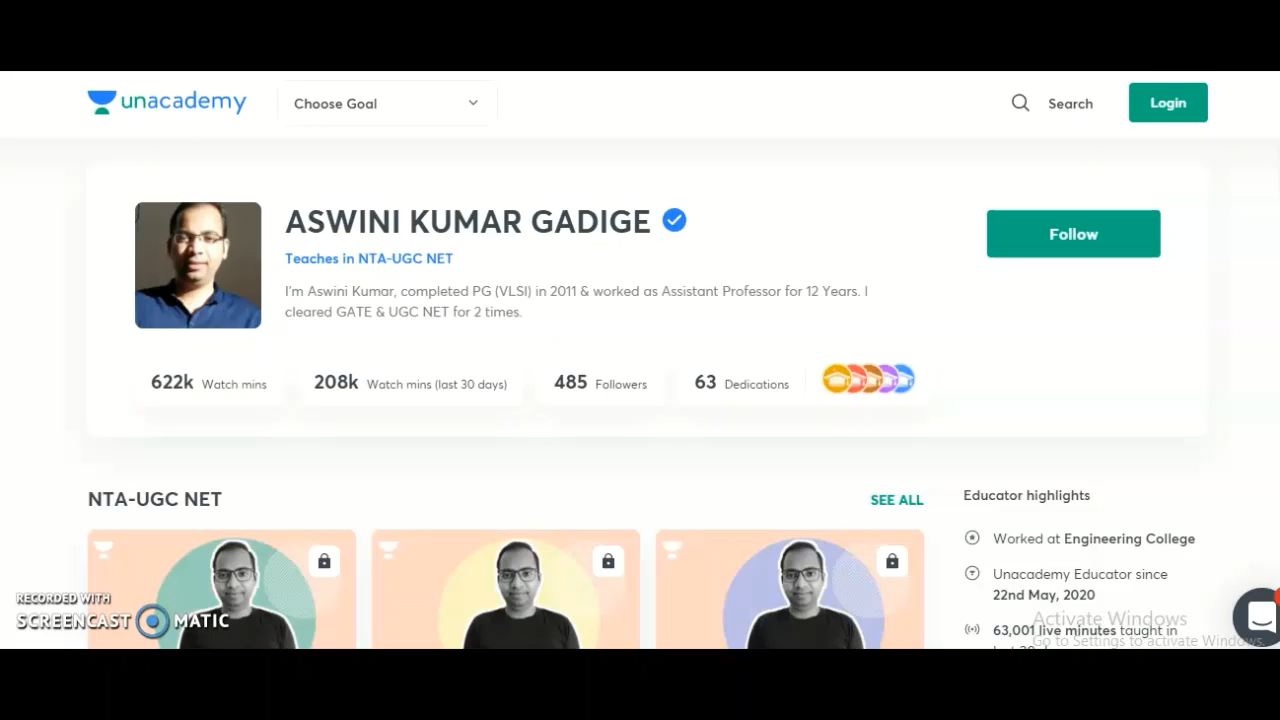 unacademy
Choose Goal
Search
Login
ASWINI KUMAR GADIGE
Follow
Teaches in NTA-UGC NET
I'm Aswini Kumar, completed PG (VLSI) in 2011 & worked as Assistant Professor for 12 Years. I
cleared GATE & UGC NET for 2 times.
622k Watch mins
208k Watch mins (last 30 days)
485 Followers
63 Dedications
NTA-UGC NET
SEE ALL
Educator highlights
Worked at Engineering College
Unacademy Educator since
22nd May, 2020
63,001 live minutes taught in
Activate Windows
Go to Settings to activate Windows.
RECORDED WITH
SCREENCAST MATIC